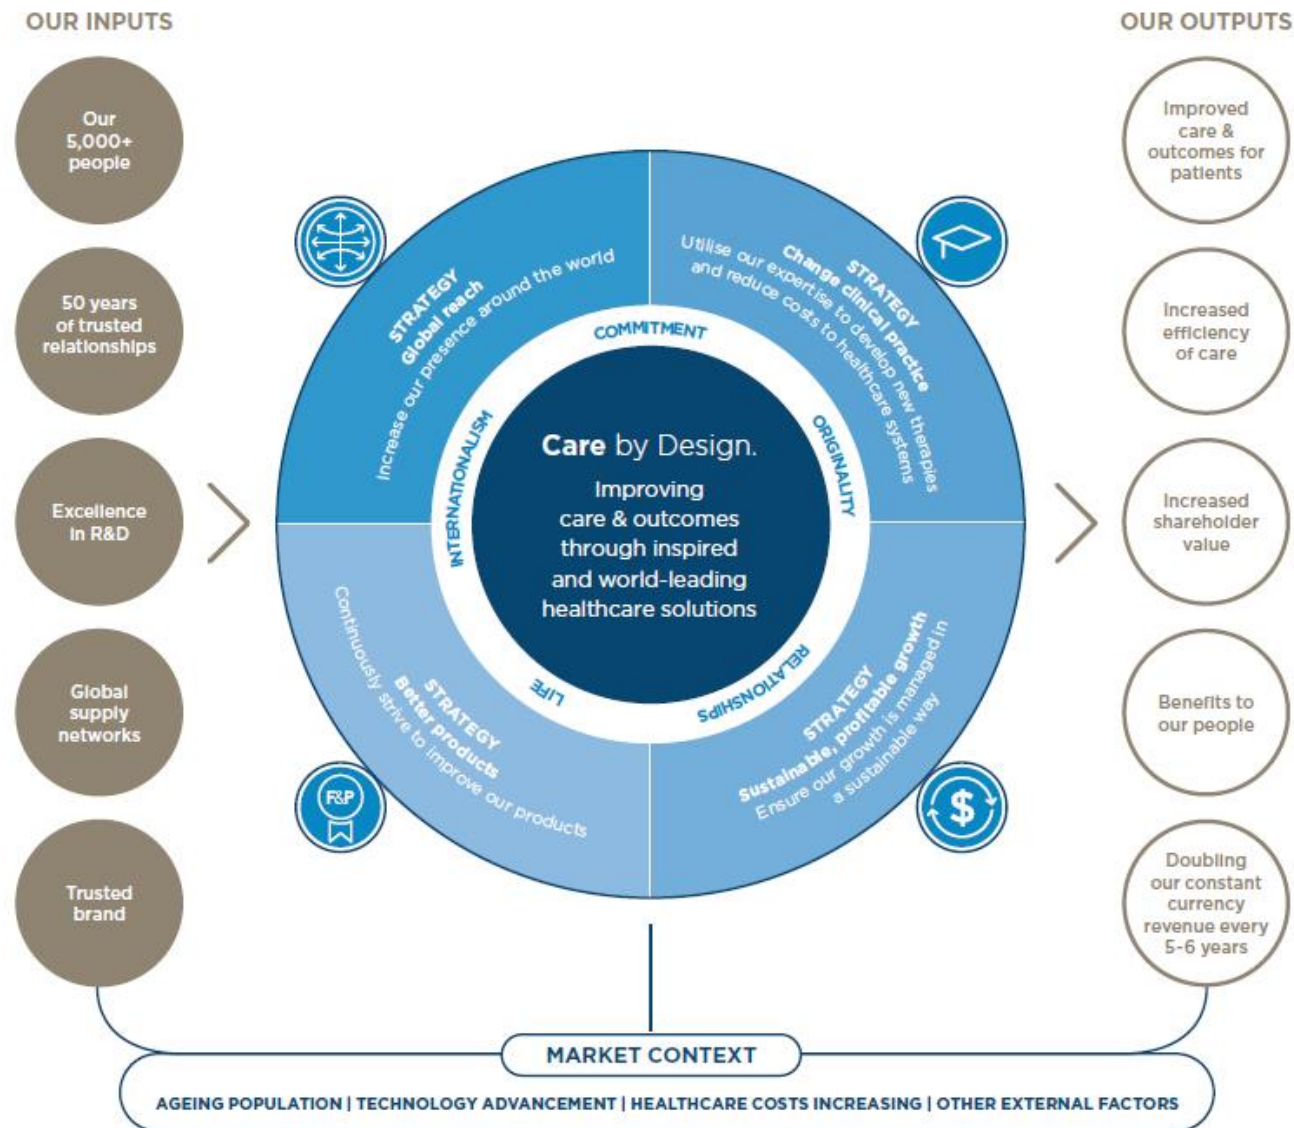 OUR INPUTS
Our
5,000+
people
50 years
of trusted
relationships
Excellence
in R&D
Global
supply
networks
Trusted
brand
STRATEGY
Global reach
Increase our presence around the world
STRATEGY
Change clinical practice
Utilise our expertise to develop new therapies
and reduce costs to healthcare systems
STRATEGY
Better products
Continuously strive to improve our products
F&P
STRATEGY
Sustainable, profitable growth
Ensure our growth is managed in
a sustainable way
$
COMMITMENT
ORIGINALITY
RELATIONSHIPS
LIFE
INTERNATIONALISM
Care by Design.
Improving
care & outcomes
through inspired
and world-leading
healthcare solutions
OUR OUTPUTS
Improved
care &
outcomes for
patients
Increased
efficiency
of care
Increased
shareholder
value
Benefits to
our people
Doubling
our constant
currency
revenue every
5-6 years
MARKET CONTEXT
AGEING POPULATION | TECHNOLOGY ADVANCEMENT | HEALTHCARE COSTS INCREASING | OTHER EXTERNAL FACTORS